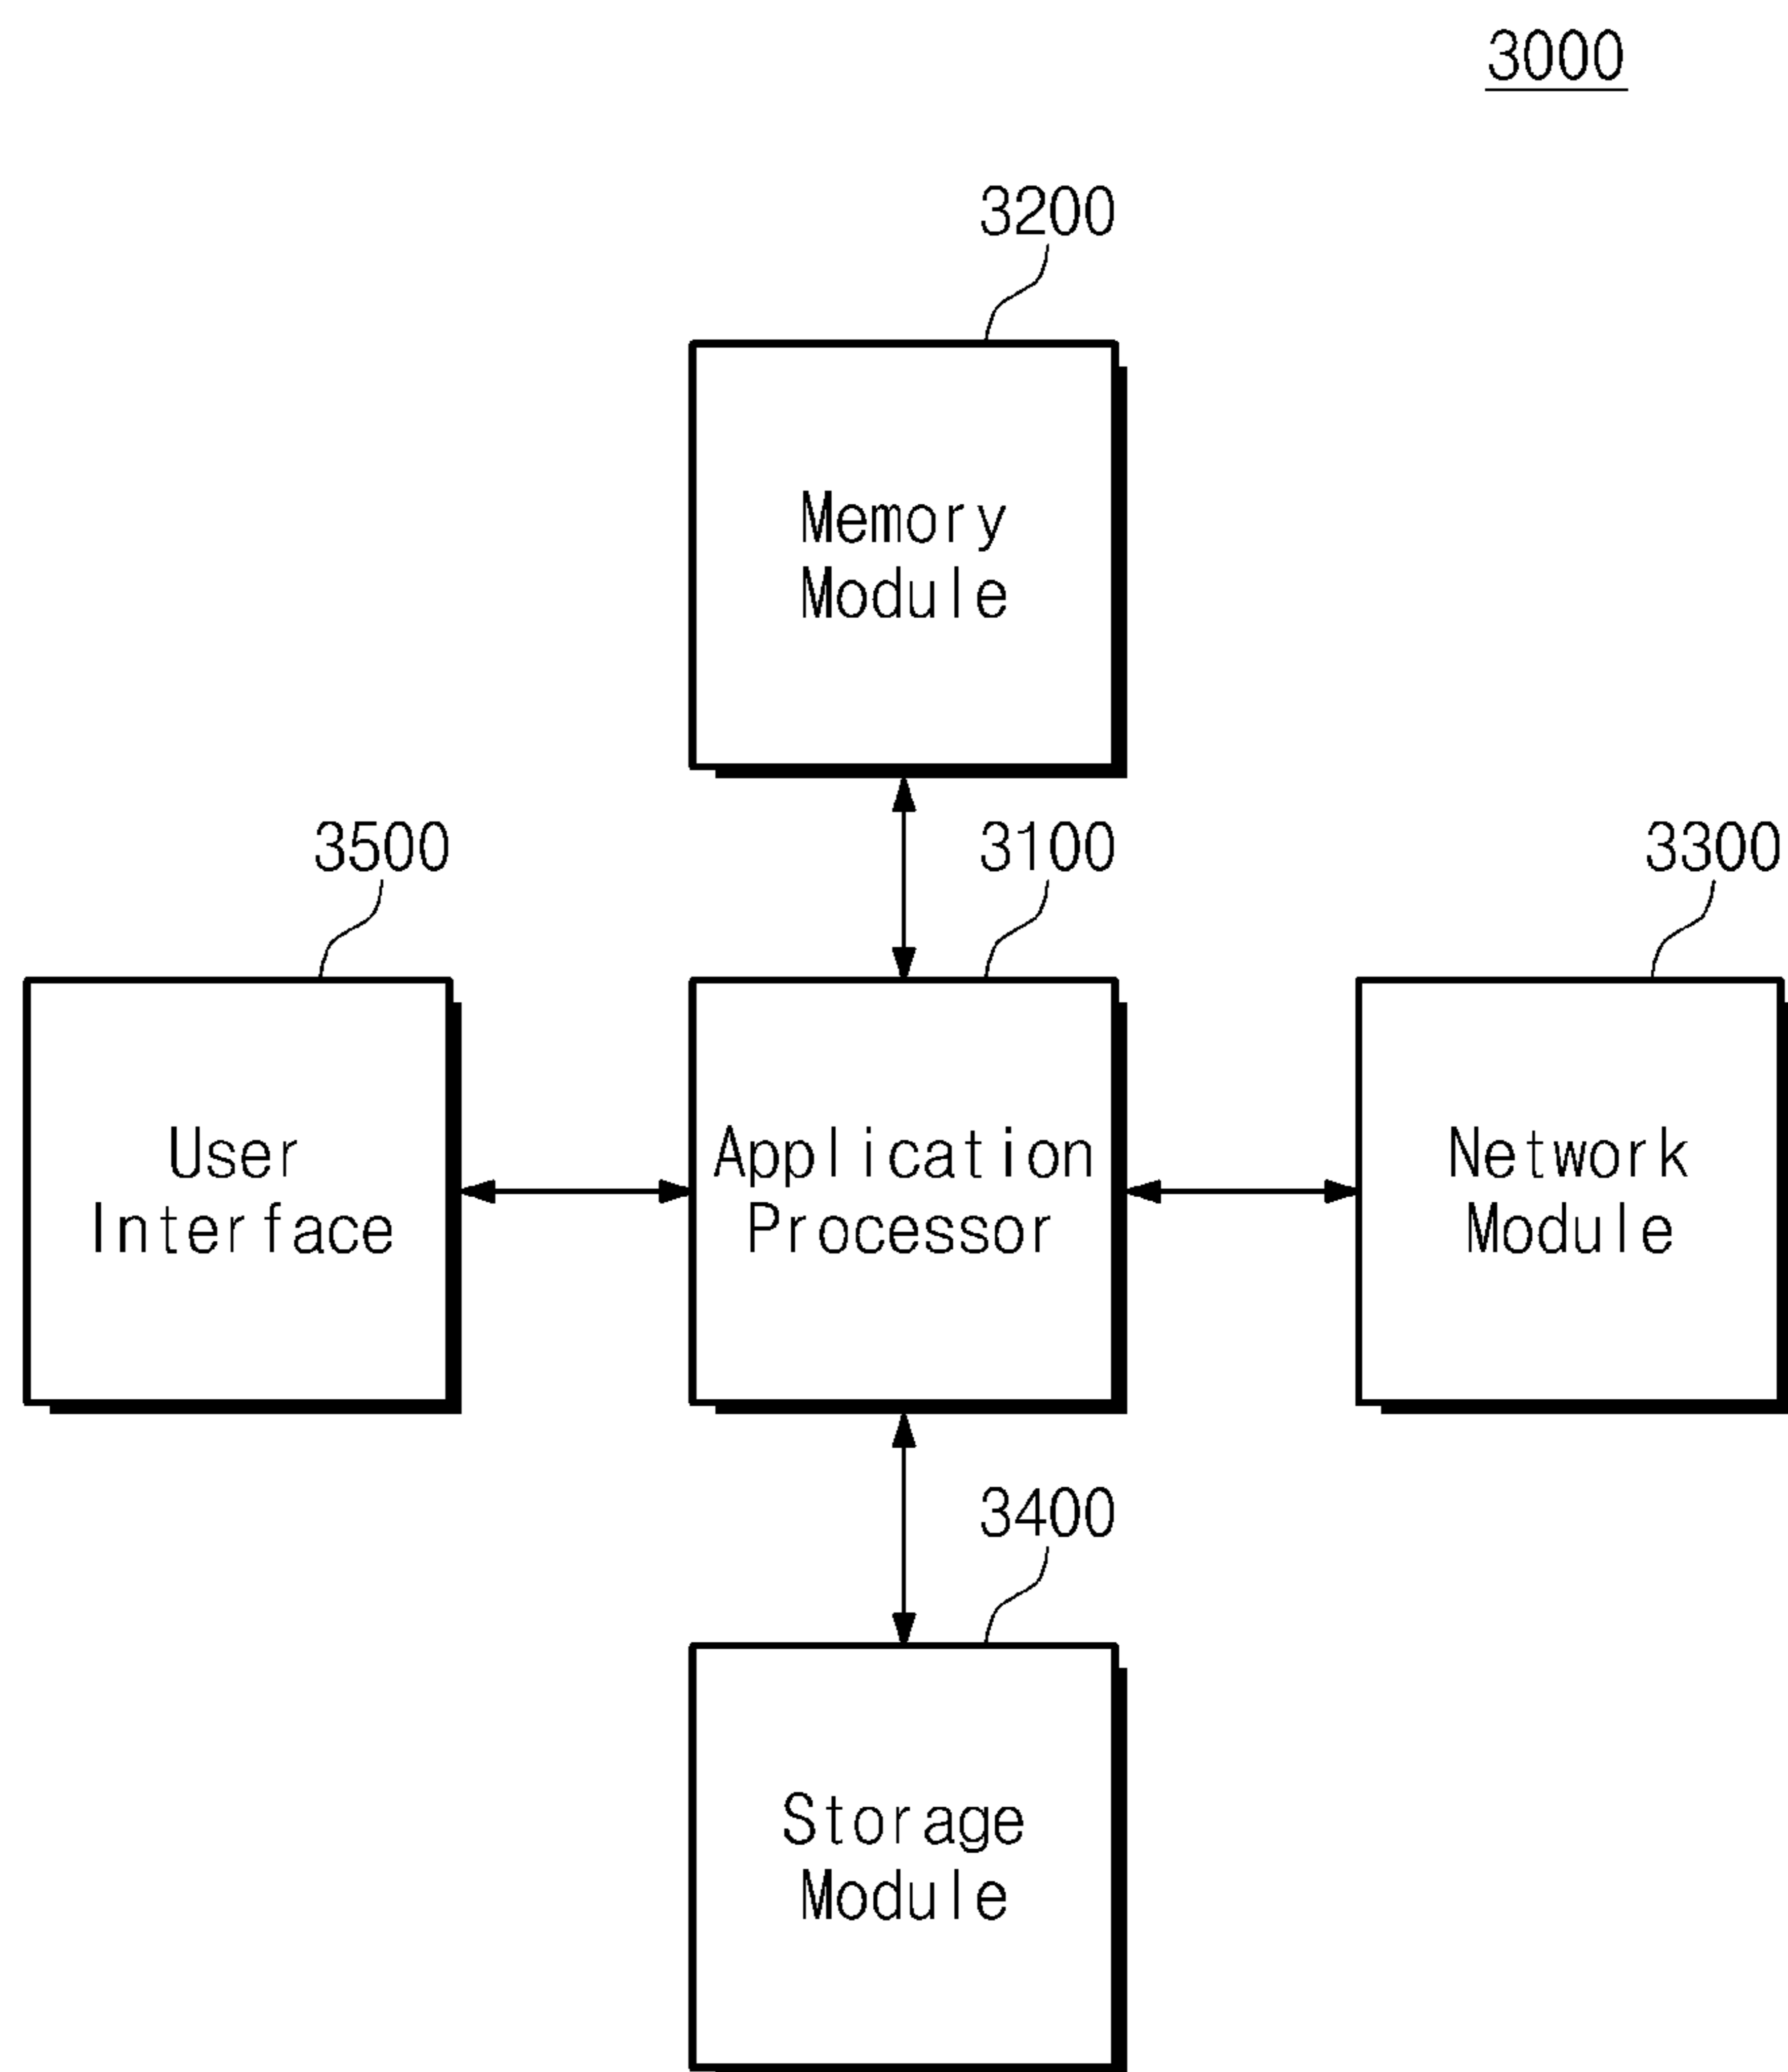 3000
3200
Memory
Module
3500
3100
3300
User
Interface
Application
Processor
Network
Module
3400
Storage
Module